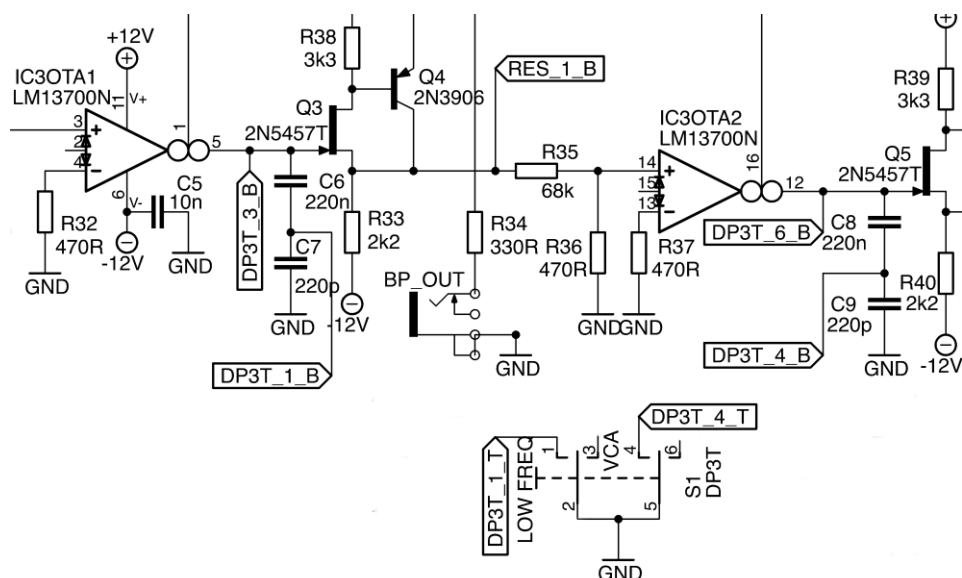 +12V
IC3OTA1
LM13700N
11
V+
3
2
4
1
5
6
V-
C5
10n
R32
470R
GND
-12V
GND
R38
3k3
Q3
2N5457T
Q4
2N3906
C6
220n
R33
2k2
C7
220p
GND
-12V
DP3T_3_B
DP3T_1_B
RES_1_B
R34
330R
BP_OUT
GND
R35
68k
R36
470R
GND
R37
470R
GND
IC3OTA2
LM13700N
14
15
13
16
12
DP3T_6_B
DP3T_4_B
C8
220n
C9
220p
GND
R39
3k3
Q5
2N5457T
R40
2k2
-12V
DP3T_4_T
DP3T_1_T
LOW FREQ
1
3
VCA
4
6
2
5
S1
DP3T
GND